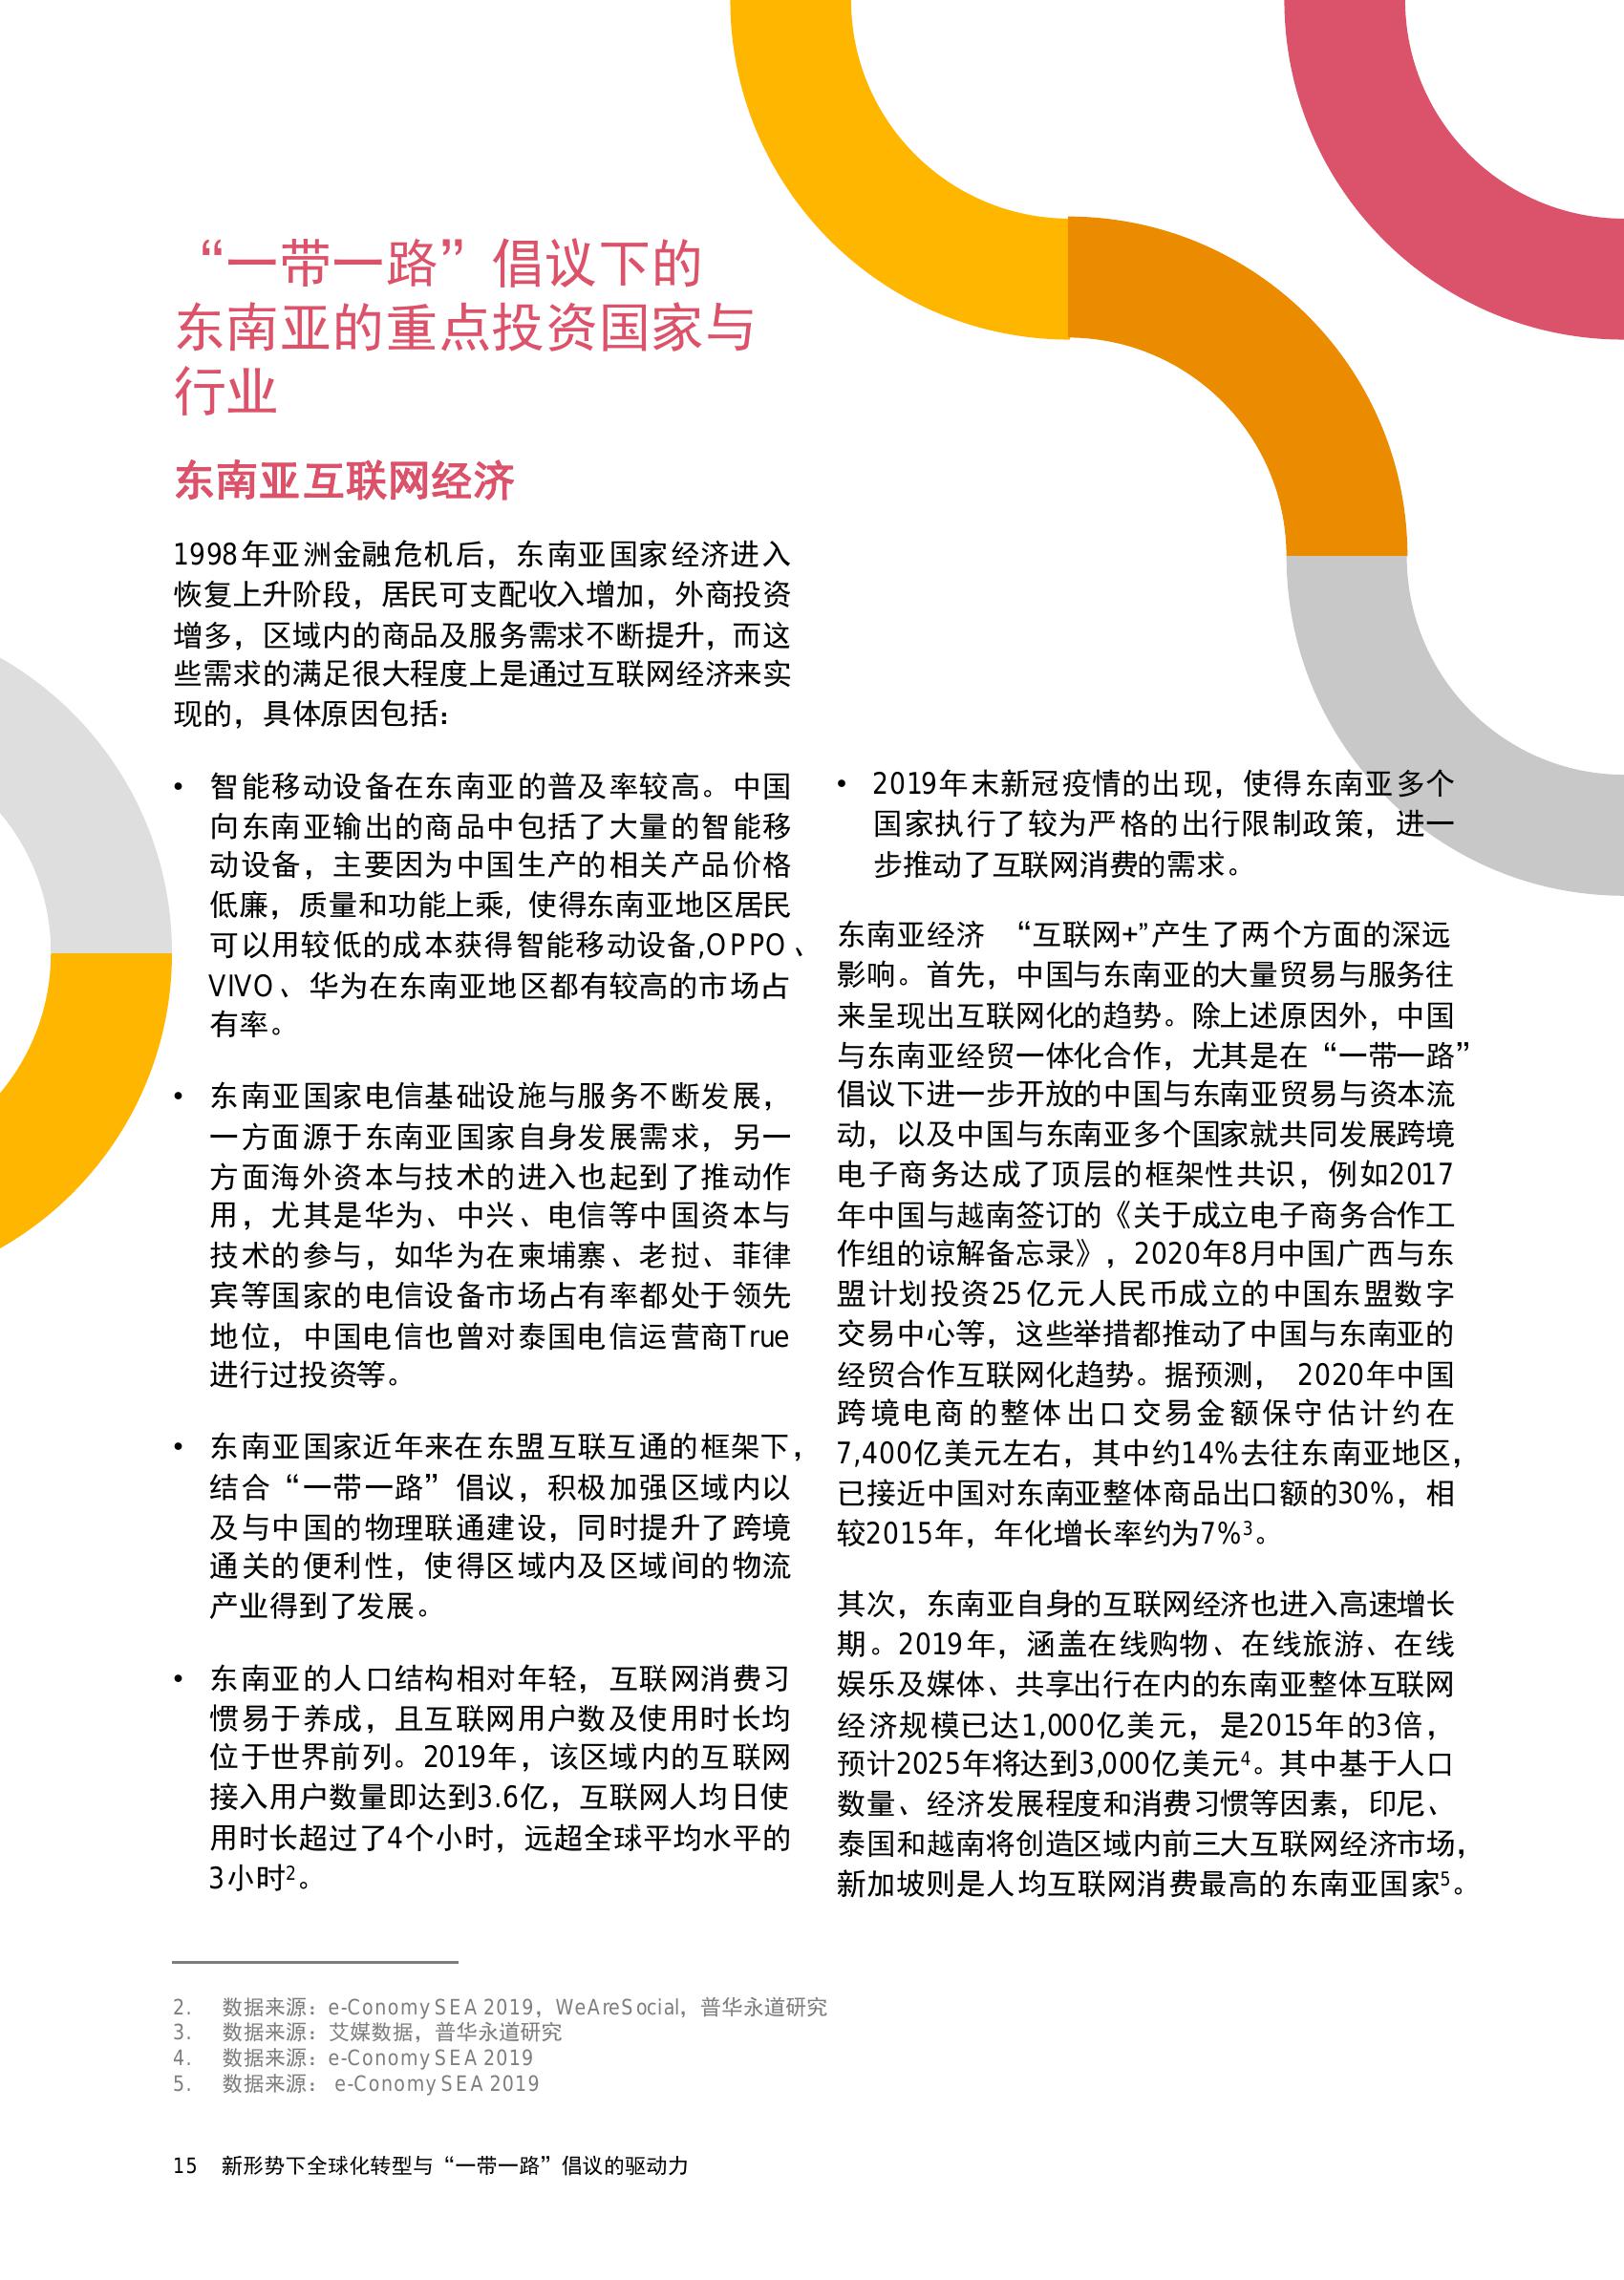 “一带一路”倡议下的
东南亚的重点投资国家与
行业
东南亚互联网经济
1998年亚洲金融危机后，东南亚国家经济进入
恢复上升阶段，居民可支配收入增加，外商投资
增多，区域内的商品及服务需求不断提升，而这
些需求的满足很大程度上是通过互联网经济来实
现的，具体原因包括：
• 智能移动设备在东南亚的普及率较高。中国
向东南亚输出的商品中包括了大量的智能移
动设备，主要因为中国生产的相关产品价格
低廉，质量和功能上乘, 使得东南亚地区居民
可以用较低的成本获得智能移动设备,OPPO、
VIVO、华为在东南亚地区都有较高的市场占
有率。
• 东南亚国家电信基础设施与服务不断发展，
一方面源于东南亚国家自身发展需求，另一
方面海外资本与技术的进入也起到了推动作
用，尤其是华为、中兴、电信等中国资本与
技术的参与，如华为在柬埔寨、老挝、菲律
宾等国家的电信设备市场占有率都处于领先
地位，中国电信也曾对泰国电信运营商True
进行过投资等。
• 东南亚国家近年来在东盟互联互通的框架下，
结合“一带一路”倡议，积极加强区域内以
及与中国的物理联通建设，同时提升了跨境
通关的便利性，使得区域内及区域间的物流
产业得到了发展。
• 东南亚的人口结构相对年轻，互联网消费习
惯易于养成，且互联网用户数及使用时长均
位于世界前列。2019年，该区域内的互联网
接入用户数量即达到3.6亿，互联网人均日使
用时长超过了4个小时，远超全球平均水平的
3小时2。
• 2019年末新冠疫情的出现，使得东南亚多个
国家执行了较为严格的出行限制政策，进一
步推动了互联网消费的需求。
东南亚经济 “互联网+”产生了两个方面的深远
影响。首先，中国与东南亚的大量贸易与服务往
来呈现出互联网化的趋势。除上述原因外，中国
与东南亚经贸一体化合作，尤其是在“一带一路”
倡议下进一步开放的中国与东南亚贸易与资本流
动，以及中国与东南亚多个国家就共同发展跨境
电子商务达成了顶层的框架性共识，例如2017
年中国与越南签订的《关于成立电子商务合作工
作组的谅解备忘录》，2020年8月中国广西与东
盟计划投资25亿元人民币成立的中国东盟数字
交易中心等，这些举措都推动了中国与东南亚的
经贸合作互联网化趋势。据预测， 2020年中国
跨境电商的整体出口交易金额保守估计约在
7,400亿美元左右，其中约14%去往东南亚地区，
已接近中国对东南亚整体商品出口额的30%，相
较2015年，年化增长率约为7%3。
其次，东南亚自身的互联网经济也进入高速增长
期。2019年，涵盖在线购物、在线旅游、在线
娱乐及媒体、共享出行在内的东南亚整体互联网
经济规模已达1,000亿美元，是2015年的3倍，
预计2025年将达到3,000亿美元4。其中基于人口
数量、经济发展程度和消费习惯等因素，印尼、
泰国和越南将创造区域内前三大互联网经济市场，
新加坡则是人均互联网消费最高的东南亚国家5。
2. 数据来源：e-Conomy SEA 2019，WeAreSocial，普华永道研究
3. 数据来源：艾媒数据，普华永道研究
4. 数据来源：e-Conomy SEA 2019
5. 数据来源： e-Conomy SEA 2019
15 新形势下全球化转型与“一带一路”倡议的驱动力